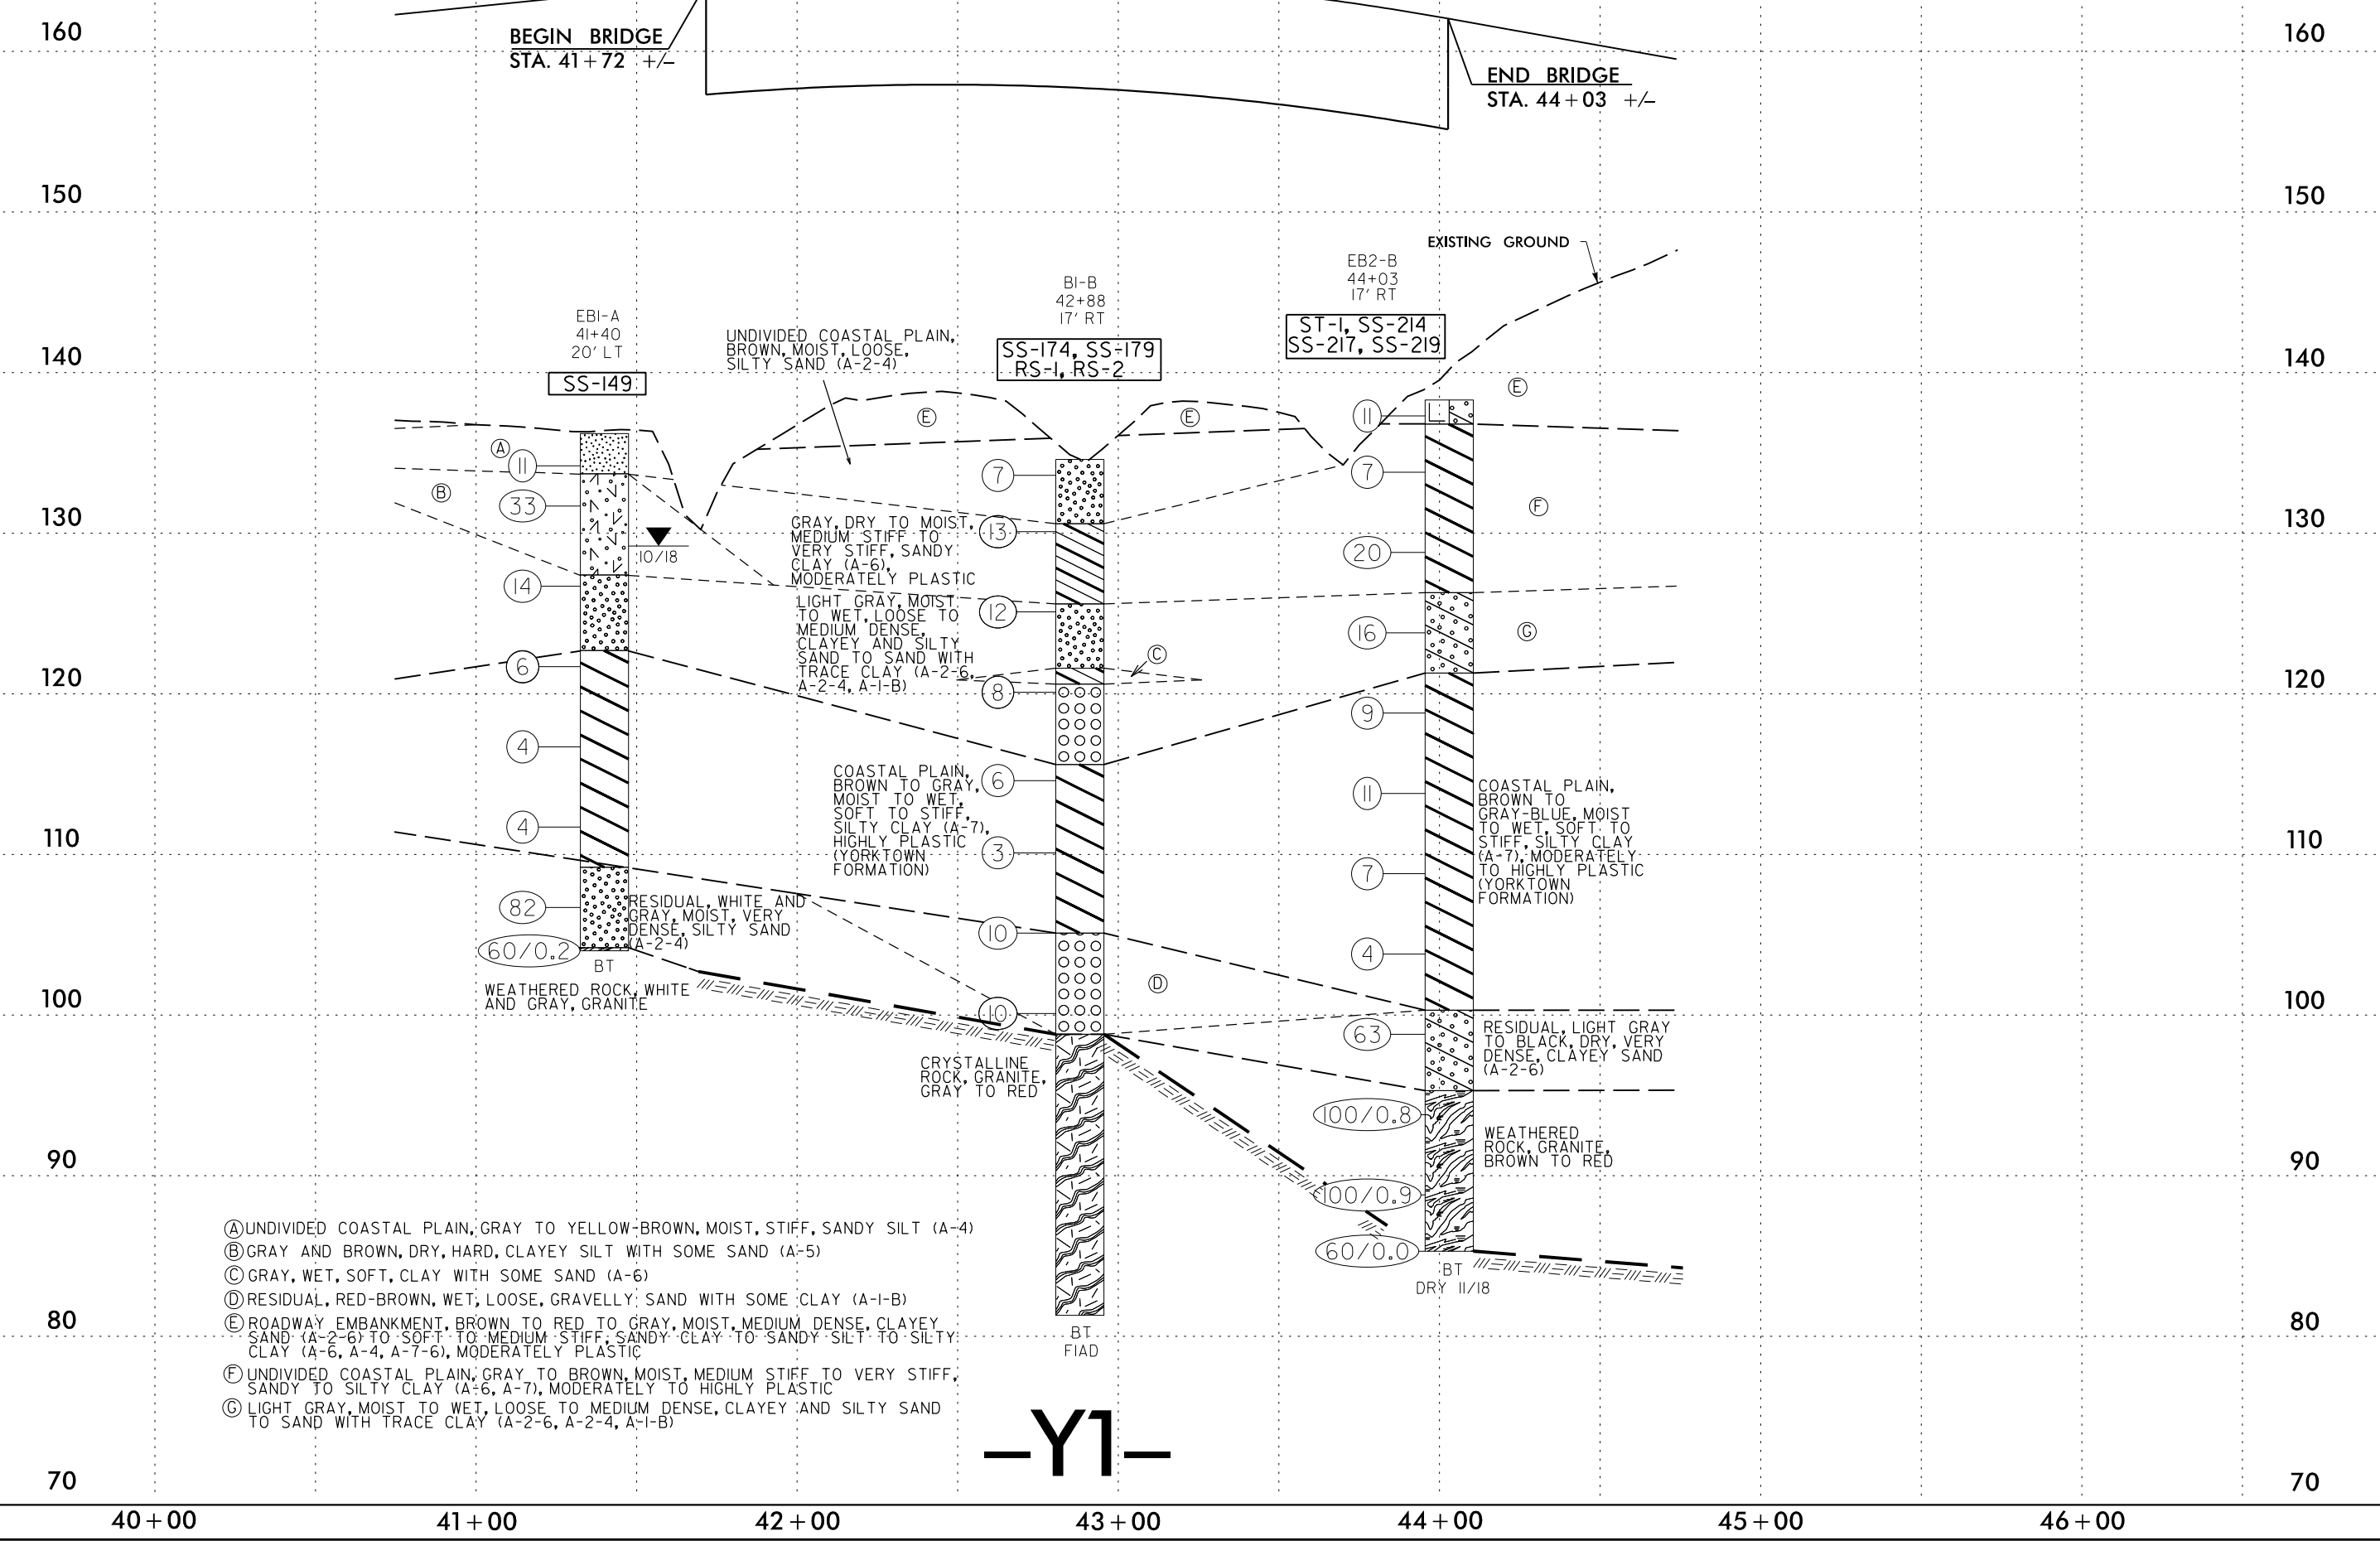 160
BEGIN BRIDGE
STA. 41+72 +/-
END BRIDGE
STA. 44+03 +/-
160
150
150
EXISTING GROUND
EB1-A
41+40
20' LT
SS-149
UNDIVIDED COASTAL PLAIN,
BROWN, MOIST, LOOSE,
SILTY SAND (A-2-4)
B1-B
42+88
17' RT
SS-174, SS-179
RS-1, RS-2
EB2-B
44+03
17' RT
ST-1, SS-214
SS-217, SS-219
140
140
E
E
E
A
B
F
G
C
D
11
33
14
6
4
4
82
60/0.2
BT
10/18
7
13
12
8
6
3
10
10
11
7
20
16
9
11
7
4
63
100/0.8
100/0.9
60/0.0
130
130
GRAY, DRY TO MOIST,
MEDIUM STIFF TO
VERY STIFF, SANDY
CLAY (A-6),
MODERATELY PLASTIC
LIGHT GRAY, MOIST
TO WET, LOOSE TO
MEDIUM DENSE,
CLAYEY AND SILTY
SAND TO SAND WITH
TRACE CLAY (A-2-6,
A-2-4, A-1-B)
120
120
COASTAL PLAIN,
BROWN TO GRAY,
MOIST TO WET,
SOFT TO STIFF,
SILTY CLAY (A-7),
HIGHLY PLASTIC
(YORKTOWN
FORMATION)
COASTAL PLAIN,
BROWN TO
GRAY-BLUE, MOIST
TO WET, SOFT TO
STIFF, SILTY CLAY
(A-7), MODERATELY
TO HIGHLY PLASTIC
(YORKTOWN
FORMATION)
110
110
RESIDUAL, WHITE AND
GRAY, MOIST, VERY
DENSE, SILTY SAND
(A-2-4)
WEATHERED ROCK, WHITE
AND GRAY, GRANITE
100
100
CRYSTALLINE
ROCK, GRANITE,
GRAY TO RED
RESIDUAL, LIGHT GRAY
TO BLACK, DRY, VERY
DENSE, CLAYEY SAND
(A-2-6)
WEATHERED
ROCK, GRANITE,
BROWN TO RED
90
90
BT
DRY 11/18
BT
FIAD
A UNDIVIDED COASTAL PLAIN, GRAY TO YELLOW-BROWN, MOIST, STIFF, SANDY SILT (A-4)
B GRAY AND BROWN, DRY, HARD, CLAYEY SILT WITH SOME SAND (A-5)
C GRAY, WET, SOFT, CLAY WITH SOME SAND (A-6)
D RESIDUAL, RED-BROWN, WET, LOOSE, GRAVELLY SAND WITH SOME CLAY (A-1-B)
E ROADWAY EMBANKMENT, BROWN TO RED TO GRAY, MOIST, MEDIUM DENSE, CLAYEY
SAND (A-2-6) TO SOFT TO MEDIUM STIFF, SANDY CLAY TO SANDY SILT TO SILTY
CLAY (A-6, A-4, A-7-6), MODERATELY PLASTIC
F UNDIVIDED COASTAL PLAIN, GRAY TO BROWN, MOIST, MEDIUM STIFF TO VERY STIFF,
SANDY TO SILTY CLAY (A-6, A-7), MODERATELY TO HIGHLY PLASTIC
G LIGHT GRAY, MOIST TO WET, LOOSE TO MEDIUM DENSE, CLAYEY AND SILTY SAND
TO SAND WITH TRACE CLAY (A-2-6, A-2-4, A-1-B)
80
80
-Y1-
70
70
40+00
41+00
42+00
43+00
44+00
45+00
46+00